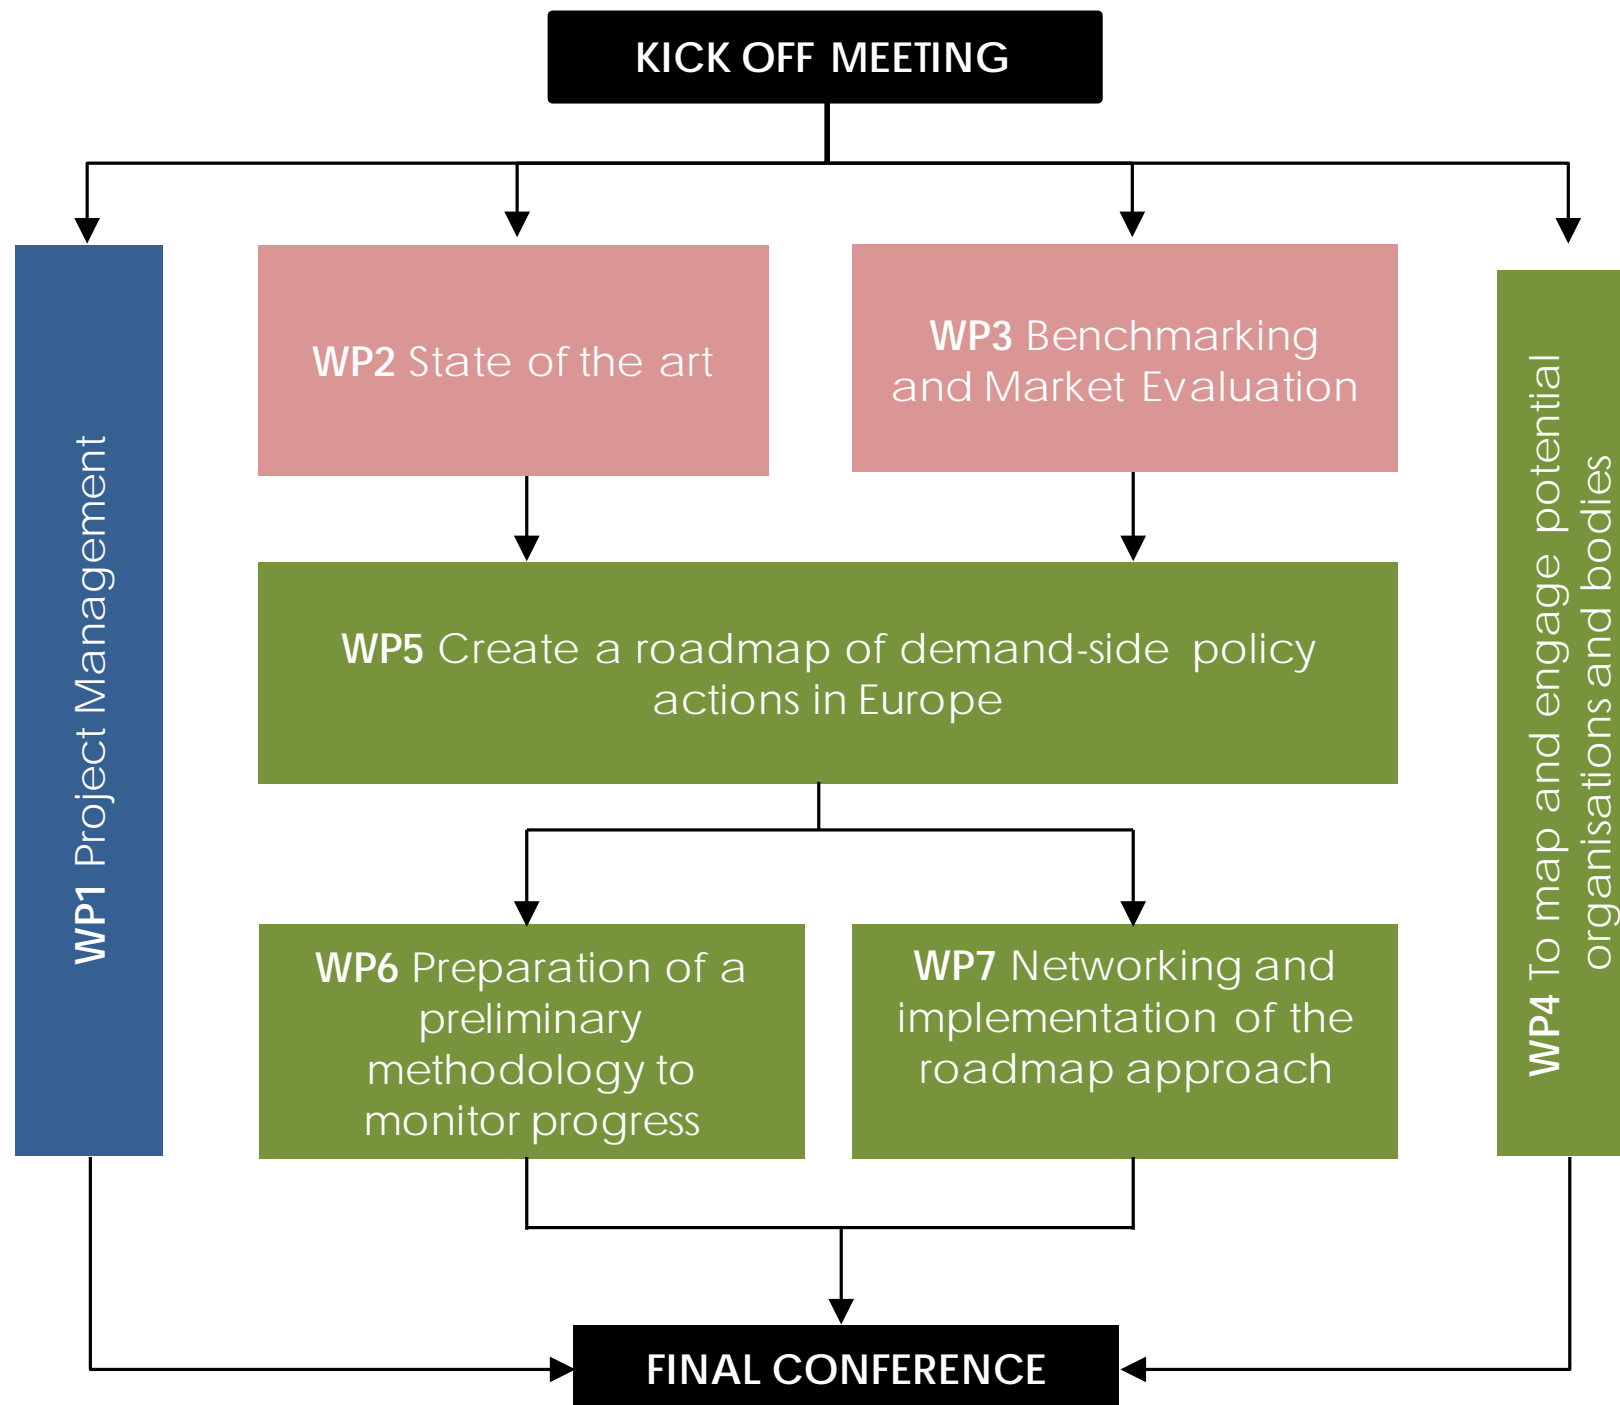 KICK OFF MEETING
WP1 Project Management
WP2 State of the art
WP3 Benchmarking
and Market Evaluation
WP4 To map and engage potential
organisations and bodies
WP5 Create a roadmap of demand-side policy
actions in Europe
WP6 Preparation of a
preliminary
methodology to
monitor progress
WP7 Networking and
implementation of the
roadmap approach
FINAL CONFERENCE